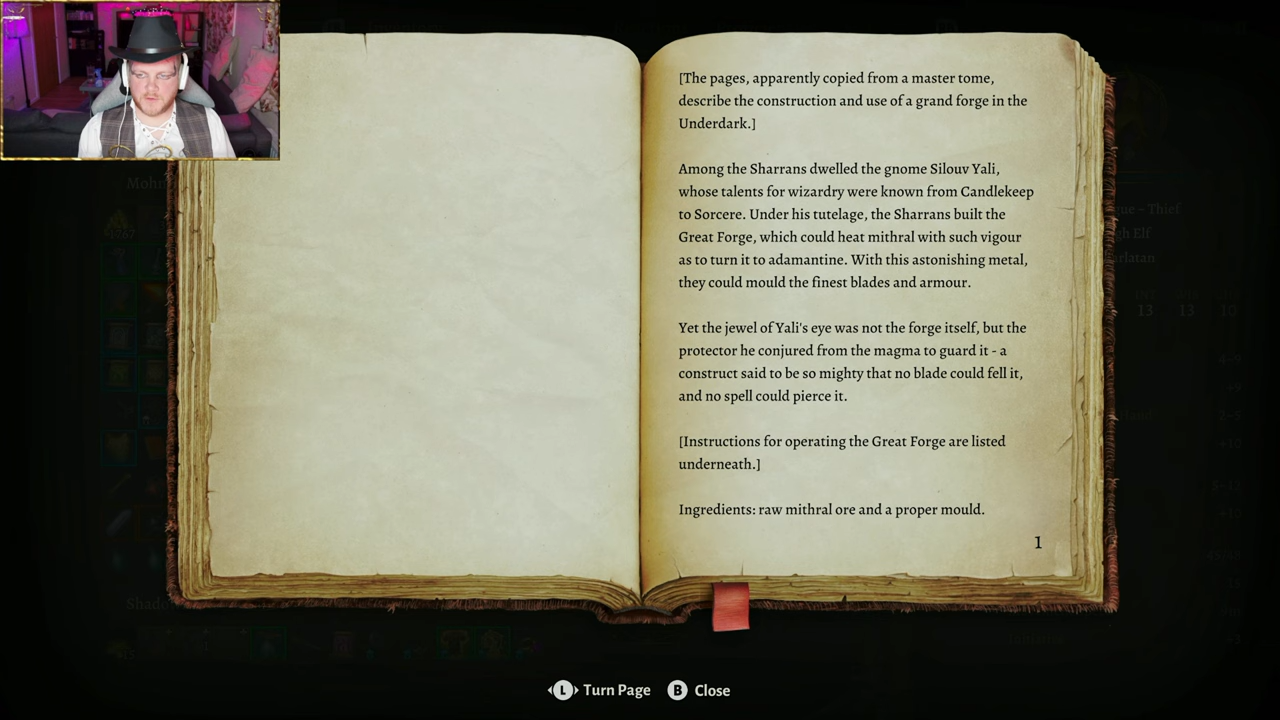 [The pages, apparently copied from a master tome,
describe the construction and use of a grand forge in the
Underdark.]
Among the Sharrans dwelled the gnome Silouv Yali,
whose talents for wizardry were known from Candlekeep
to Sorcere. Under his tutelage, the Sharrans built the
Great Forge, which could heat mithral with such vigour
as to turn it to adamantine. With this astonishing metal,
they could mould the finest blades and armour.
Yet the jewel of Yali's eye was not the forge itself, but the
protector he conjured from the magma to guard it - a
construct said to be so mighty that no blade could fell it,
and no spell could pierce it.
[Instructions for operating the Great Forge are listed
underneath.]
Ingredients: raw mithral ore and a proper mould.
1
L Turn Page B Close